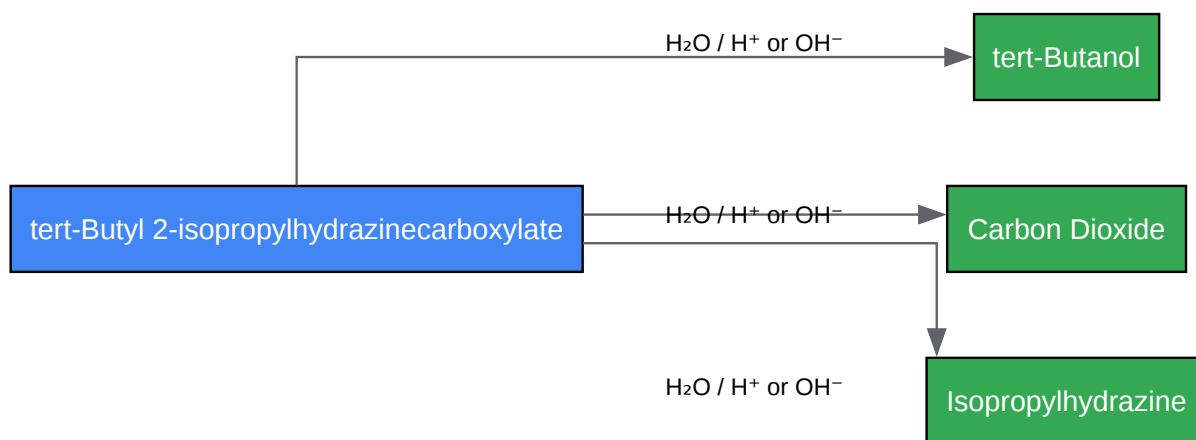 H₂O / H⁺ or OH⁻
tert-Butanol
tert-Butyl 2-isopropylhydrazinecarboxylate
H₂O / H⁺ or OH⁻
Carbon Dioxide
H₂O / H⁺ or OH⁻
Isopropylhydrazine